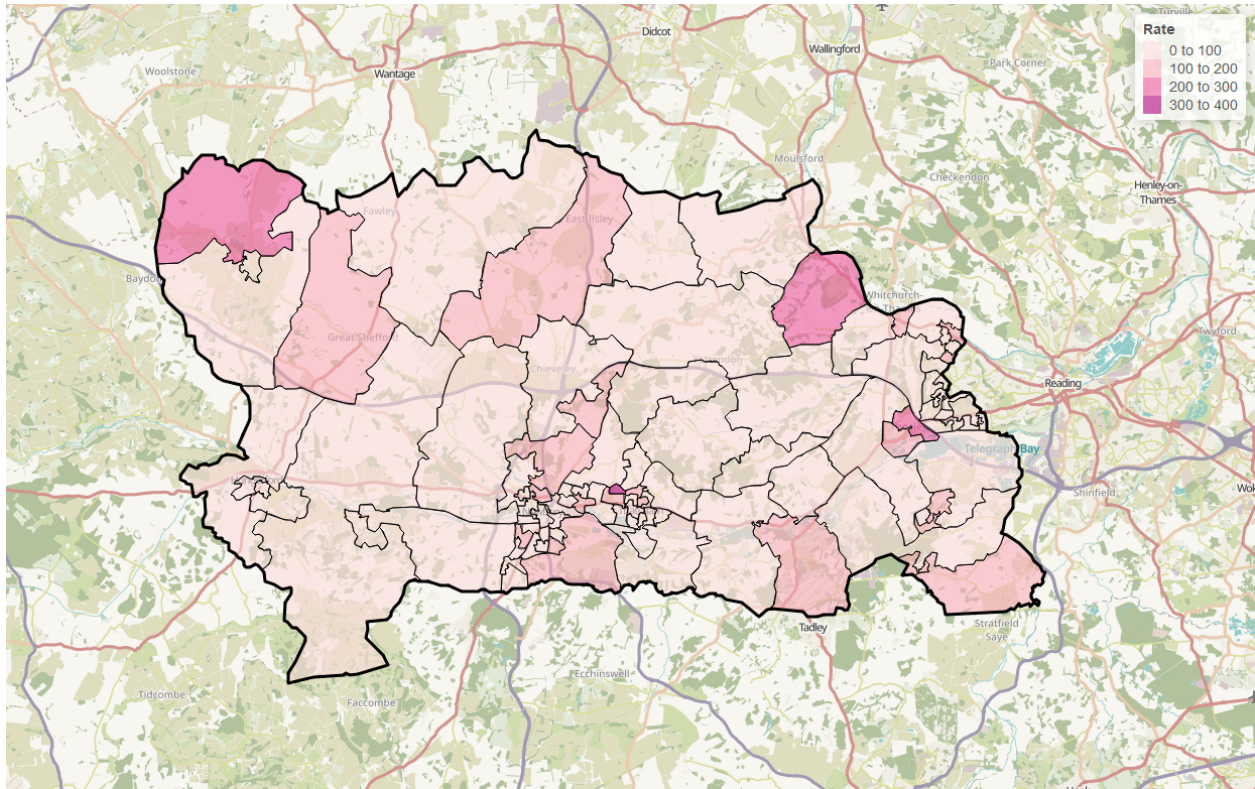 Turville
Didcot
Wallingford
Rate
0 to 100
100 to 200
200 to 300
300 to 400
Woolstone
Wantage
Park Corner
Moulsford
Checkendon
Henley-on-
Thames
Fawley
East Ilsley
Baydon
Whitchurch-
Great Shefford
Twyford
Chieveley
Reading
Telegraph Bay
Shinfield
Tadley
Stratfield
Saye
Ecchinswell
Tidcombe
Faccombe